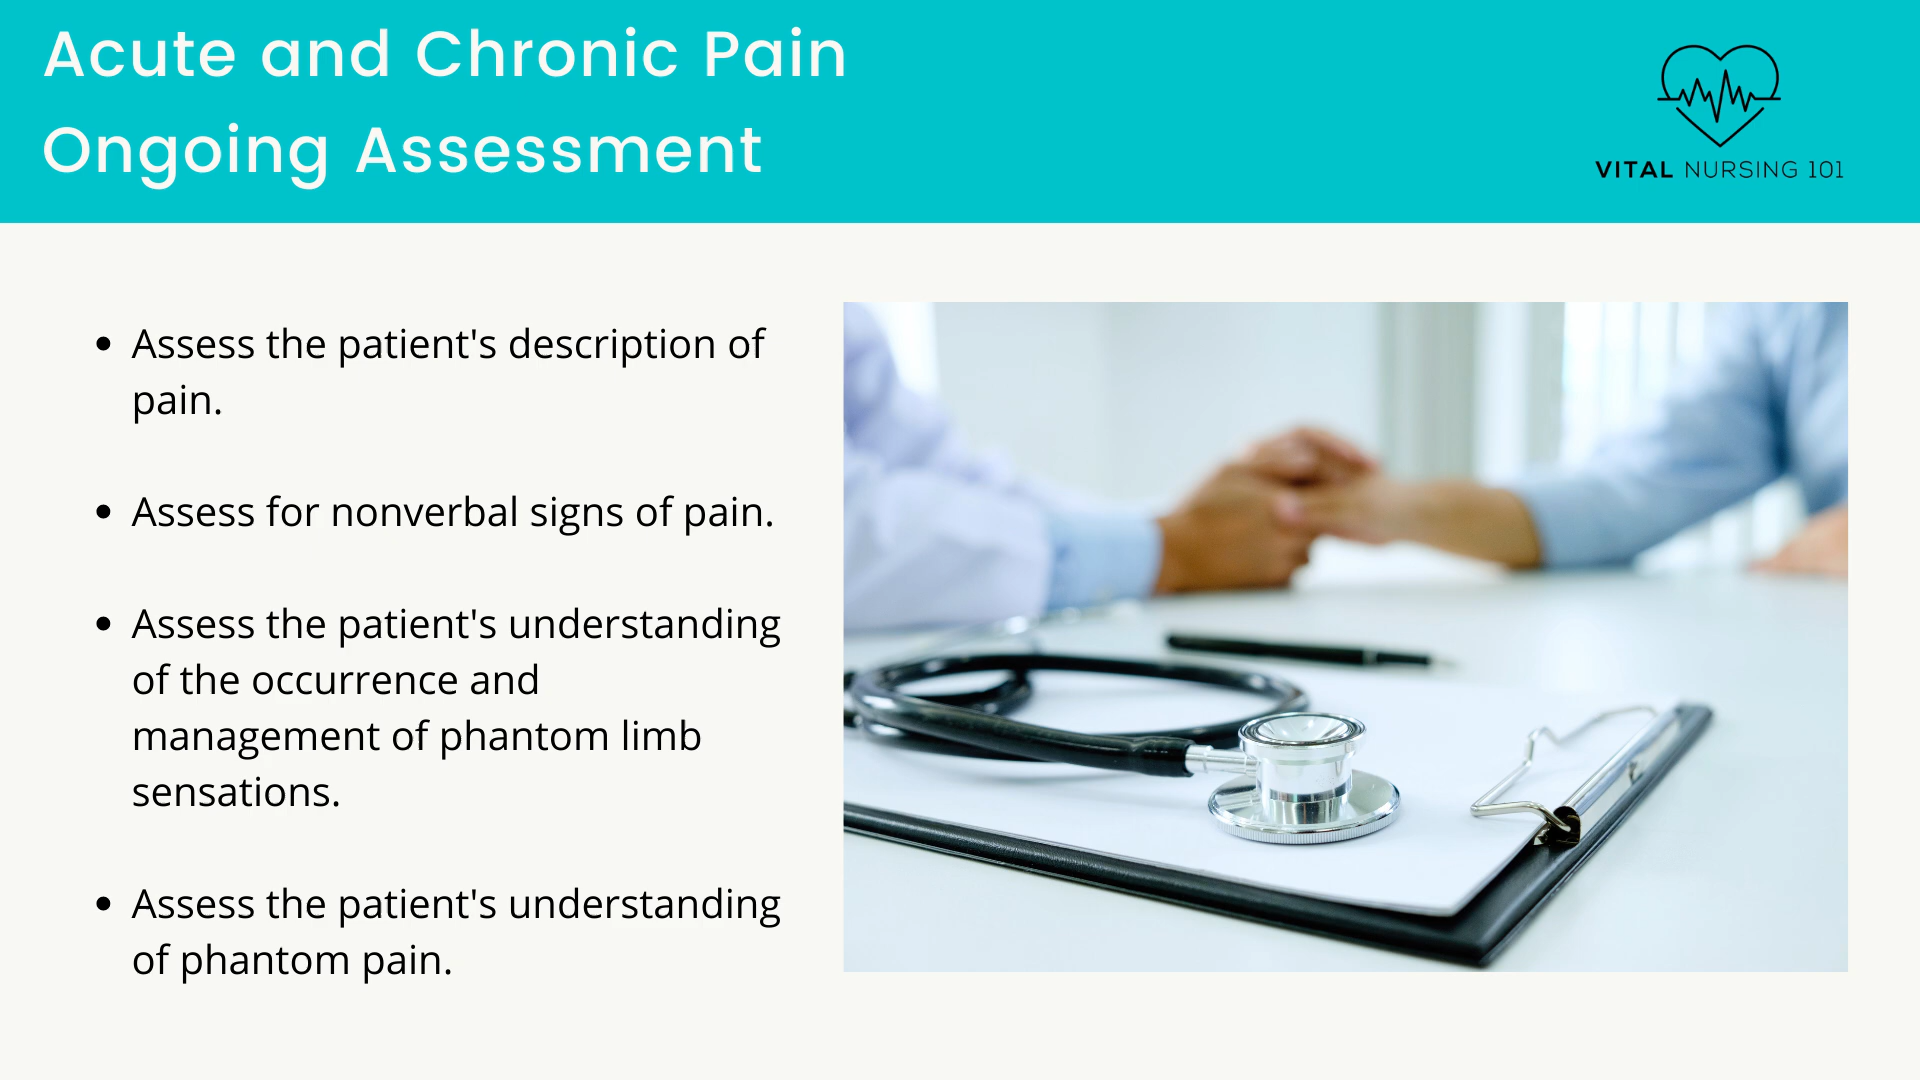 Acute and Chronic Pain
Ongoing Assessment
VITAL NURSING 101
Assess the patient's description of
pain.
Assess for nonverbal signs of pain.
Assess the patient's understanding
of the occurrence and
management of phantom limb
sensations.
Assess the patient's understanding
of phantom pain.